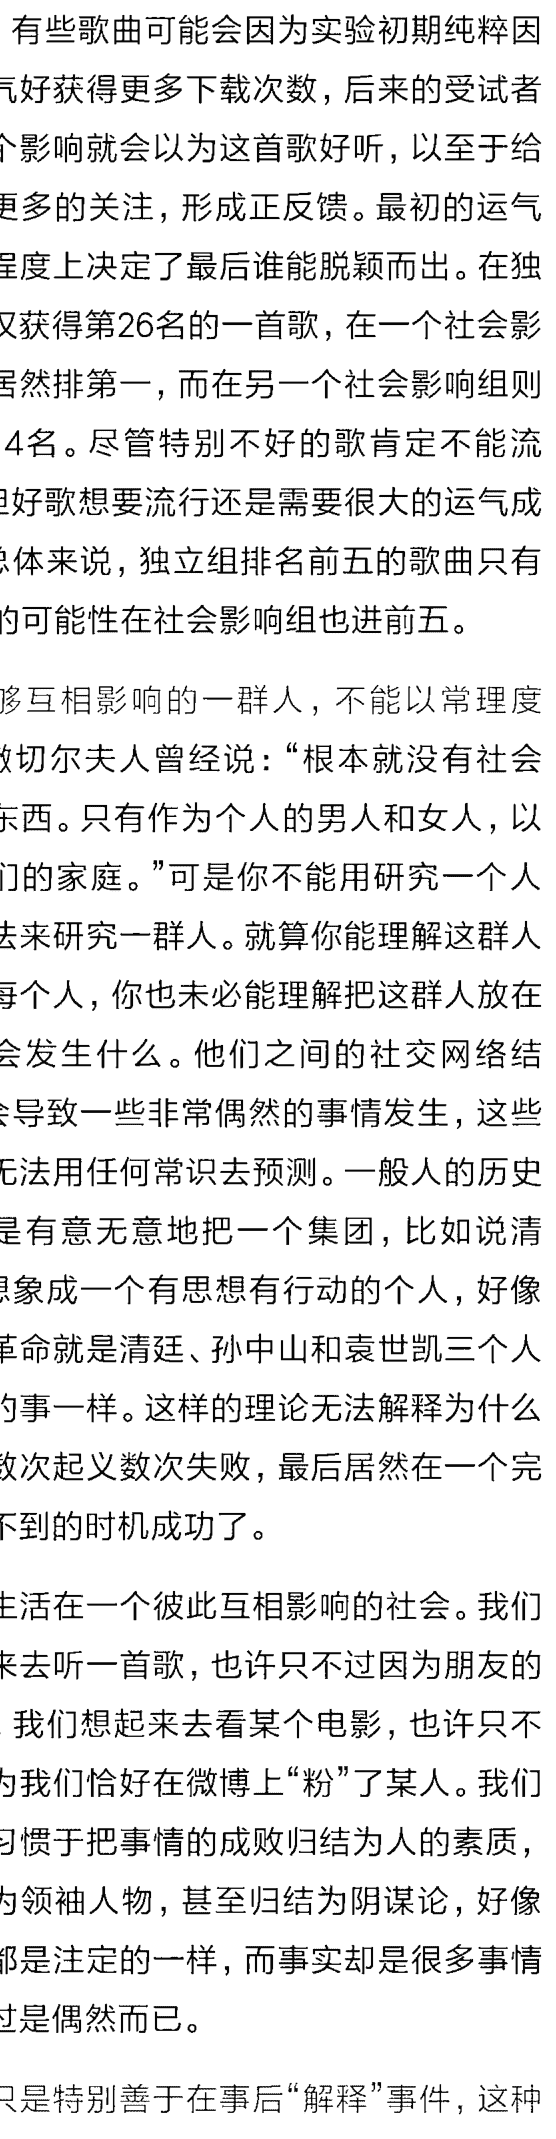 有些歌曲可能会因为实验初期纯粹因
气好获得更多下载次数，后来的受试者
个影响就会以为这首歌好听，以至于给
更多的关注，形成正反馈。最初的运气
程度上决定了最后谁能脱颖而出。在独
仅获得第26名的一首歌，在一个社会影
居然排第一，而在另一个社会影响组则
4名。尽管特别不好的歌肯定不能流
但好歌想要流行还是需要很大的运气成
总体来说，独立组排名前五的歌曲只有
的可能性在社会影响组也进前五。
够互相影响的一群人，不能以常理度
撒切尔夫人曾经说：“根本就没有社会
东西。只有作为个人的男人和女人，以
们的家庭。”可是你不能用研究一个人
法来研究一群人。就算你能理解这群人
每个人，你也未必能理解把这群人放在
会发生什么。他们之间的社交网络结
会导致一些非常偶然的事情发生，这些
无法用任何常识去预测。一般人的历史
是有意无意地把一个集团，比如说清
想象成一个有思想有行动的个人，好像
革命就是清廷、孙中山和袁世凯三个人
的事一样。这样的理论无法解释为什么
数次起义数次失败，最后居然在一个完
不到的时机成功了。
生活在一个彼此互相影响的社会。我们
来去听一首歌，也许只不过因为朋友的
。我们想起来去看某个电影，也许只不
为我们恰好在微博上“粉”了某人。我们
习惯于把事情的成败归结为人的素质，
为领袖人物，甚至归结为阴谋论，好像
都是注定的一样，而事实却是很多事情
过是偶然而已。
只是特别善于在事后“解释”事件，这种